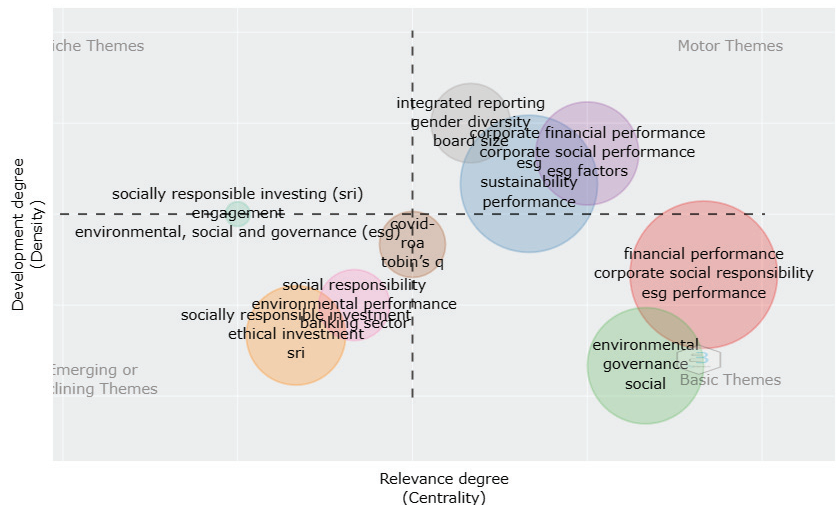 iche Themes
Motor Themes
integrated reporting
gender diversity
board size
corporate financial performance
corporate social performance
esg factors
esg
sustainability
performance
socially responsible investing (sri)
engagement
environmental, social and governance (esg)
covid-
roa
tobin's q
financial performance
corporate social responsibility
esg performance
social responsibility
environmental performance
banking sector
socially responsible investment
ethical investment
sri
environmental
governance
social
Emerging or
clining Themes
Basic Themes
Development degree
(Density)
Relevance degree
(Centrality)